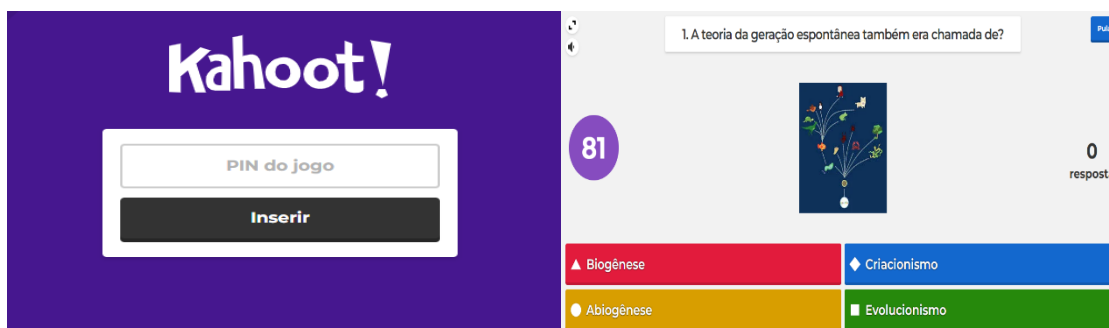 Kahoot!
PIN do jogo
Inserir
1. A teoria da geração espontânea também era chamada de?
81
0
Biogênese
Criacionismo
Abiogênese
Evolucionismo